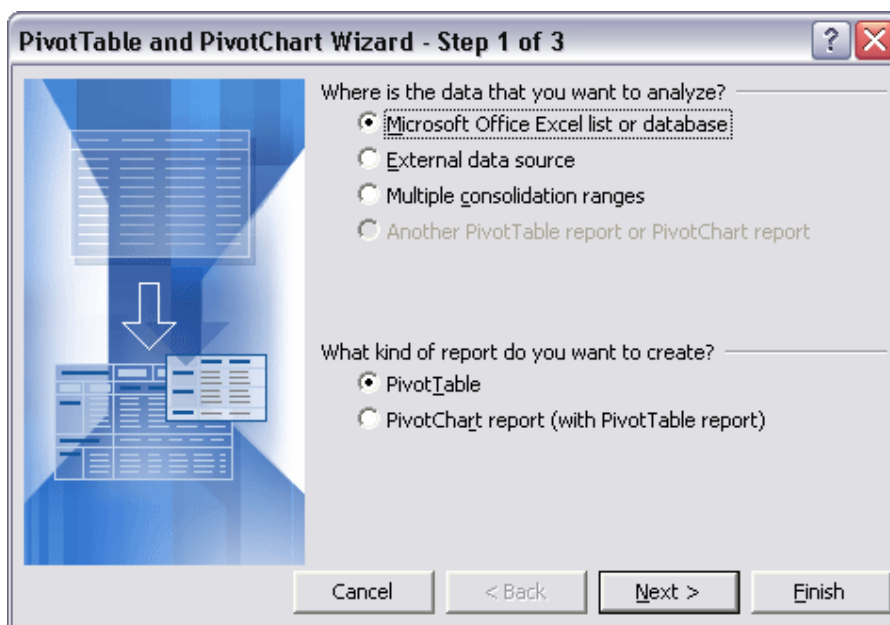 PivotTable and PivotChart Wizard - Step 1 of 3
Where is the data that you want to analyze?
Microsoft Office Excel list or database
External data source
Multiple consolidation ranges
Another PivotTable report or PivotChart report
What kind of report do you want to create?
PivotTable
PivotChart report (with PivotTable report)
Cancel < Back Next > Finish